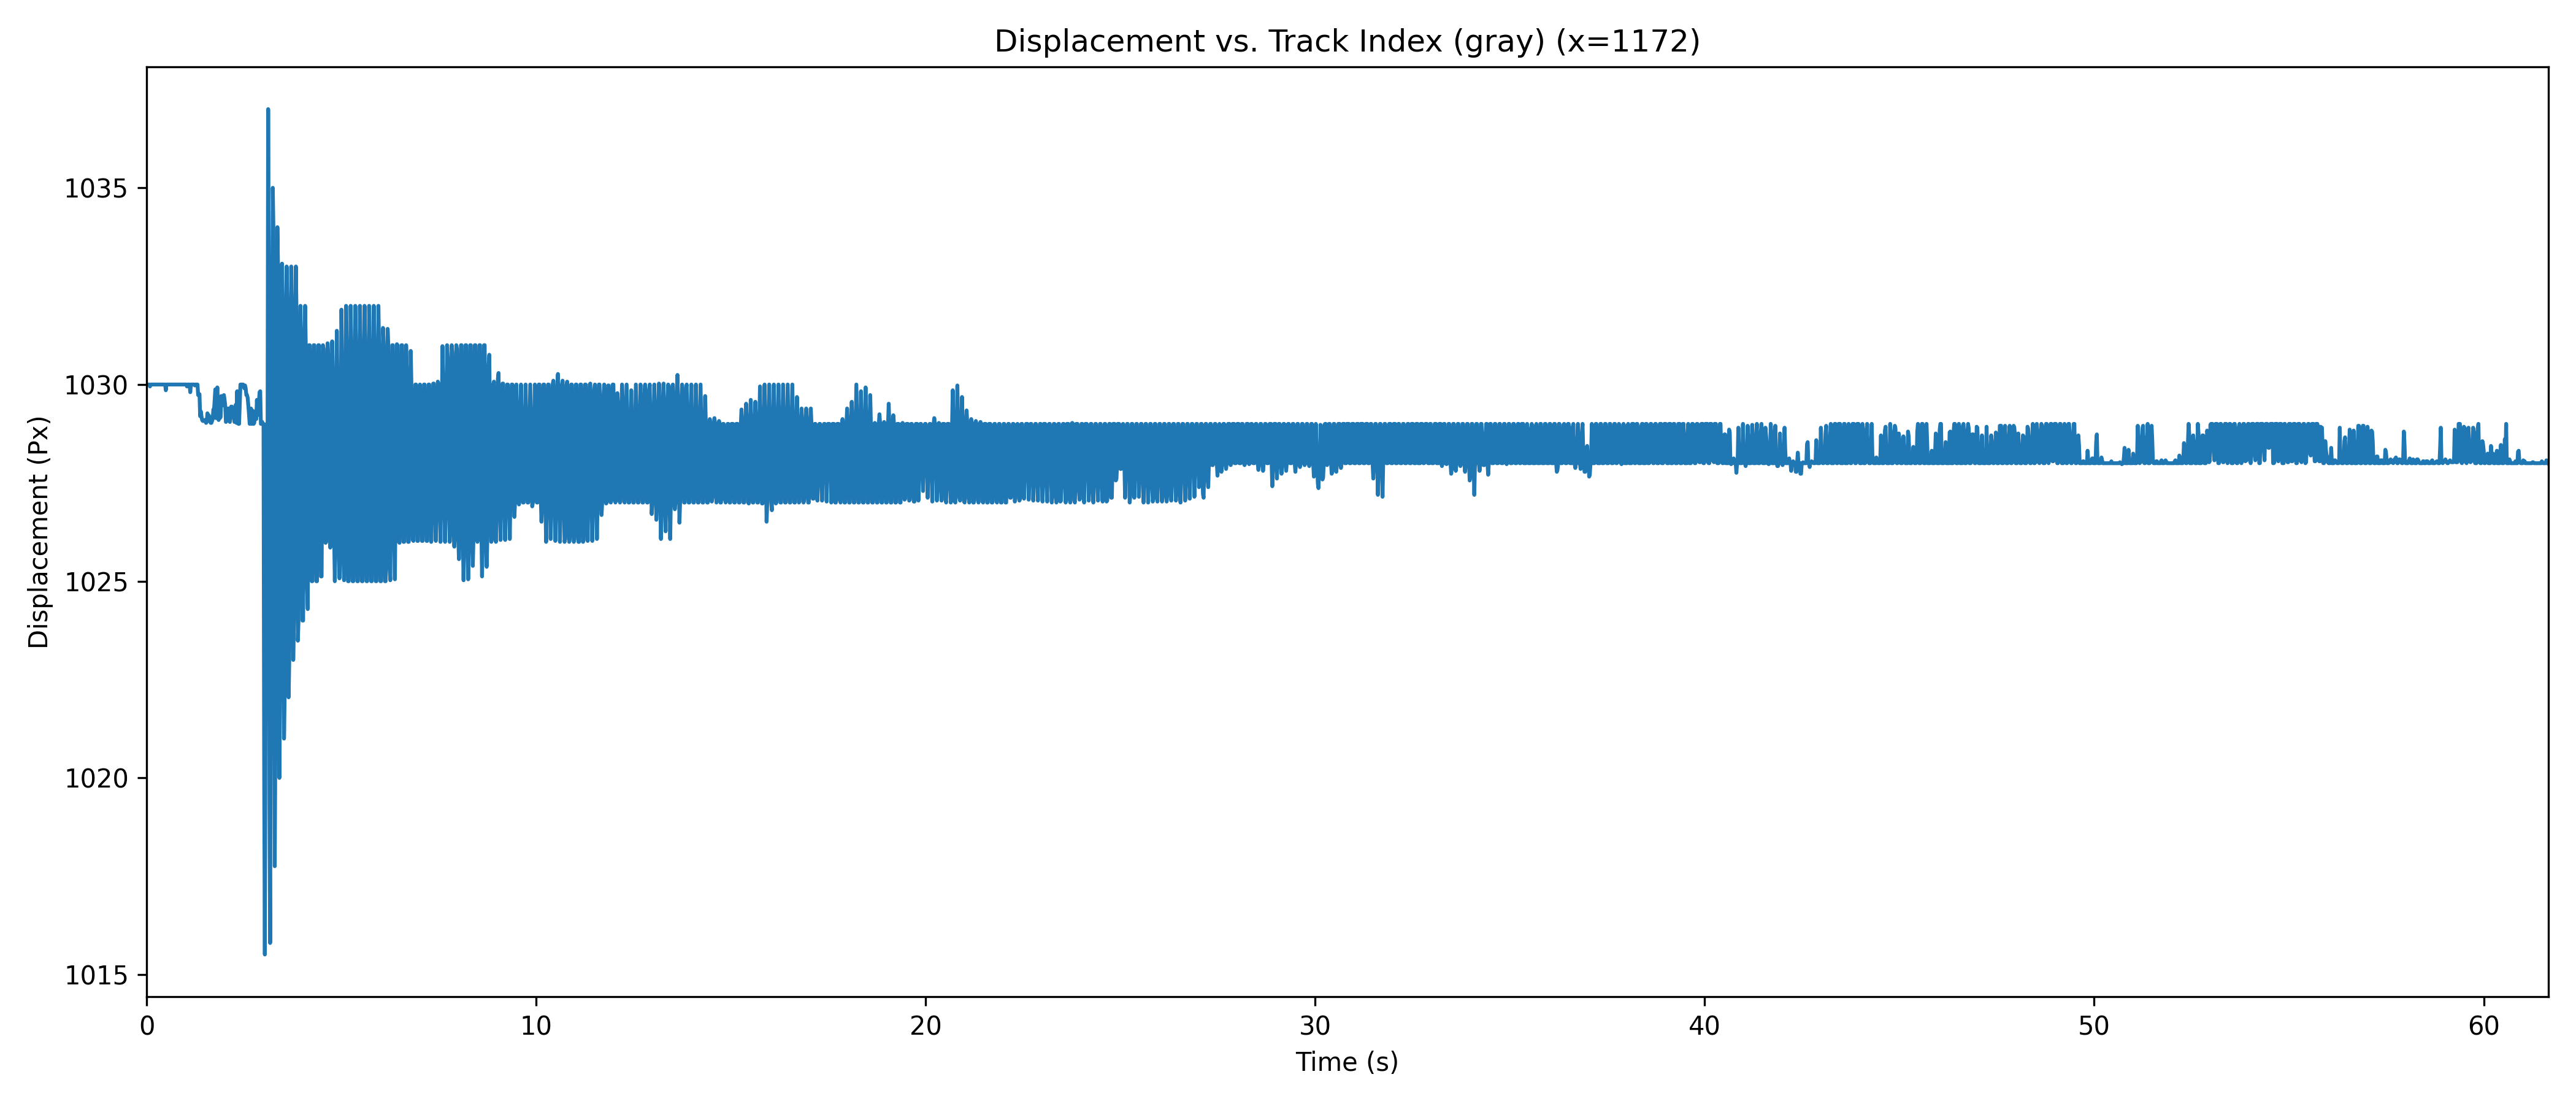 Displacement vs. Track Index (gray) (x=1172)
1035
1030
1025
1020
1015
Displacement (Px)
0 10 20 30 40 50 60
Time (s)